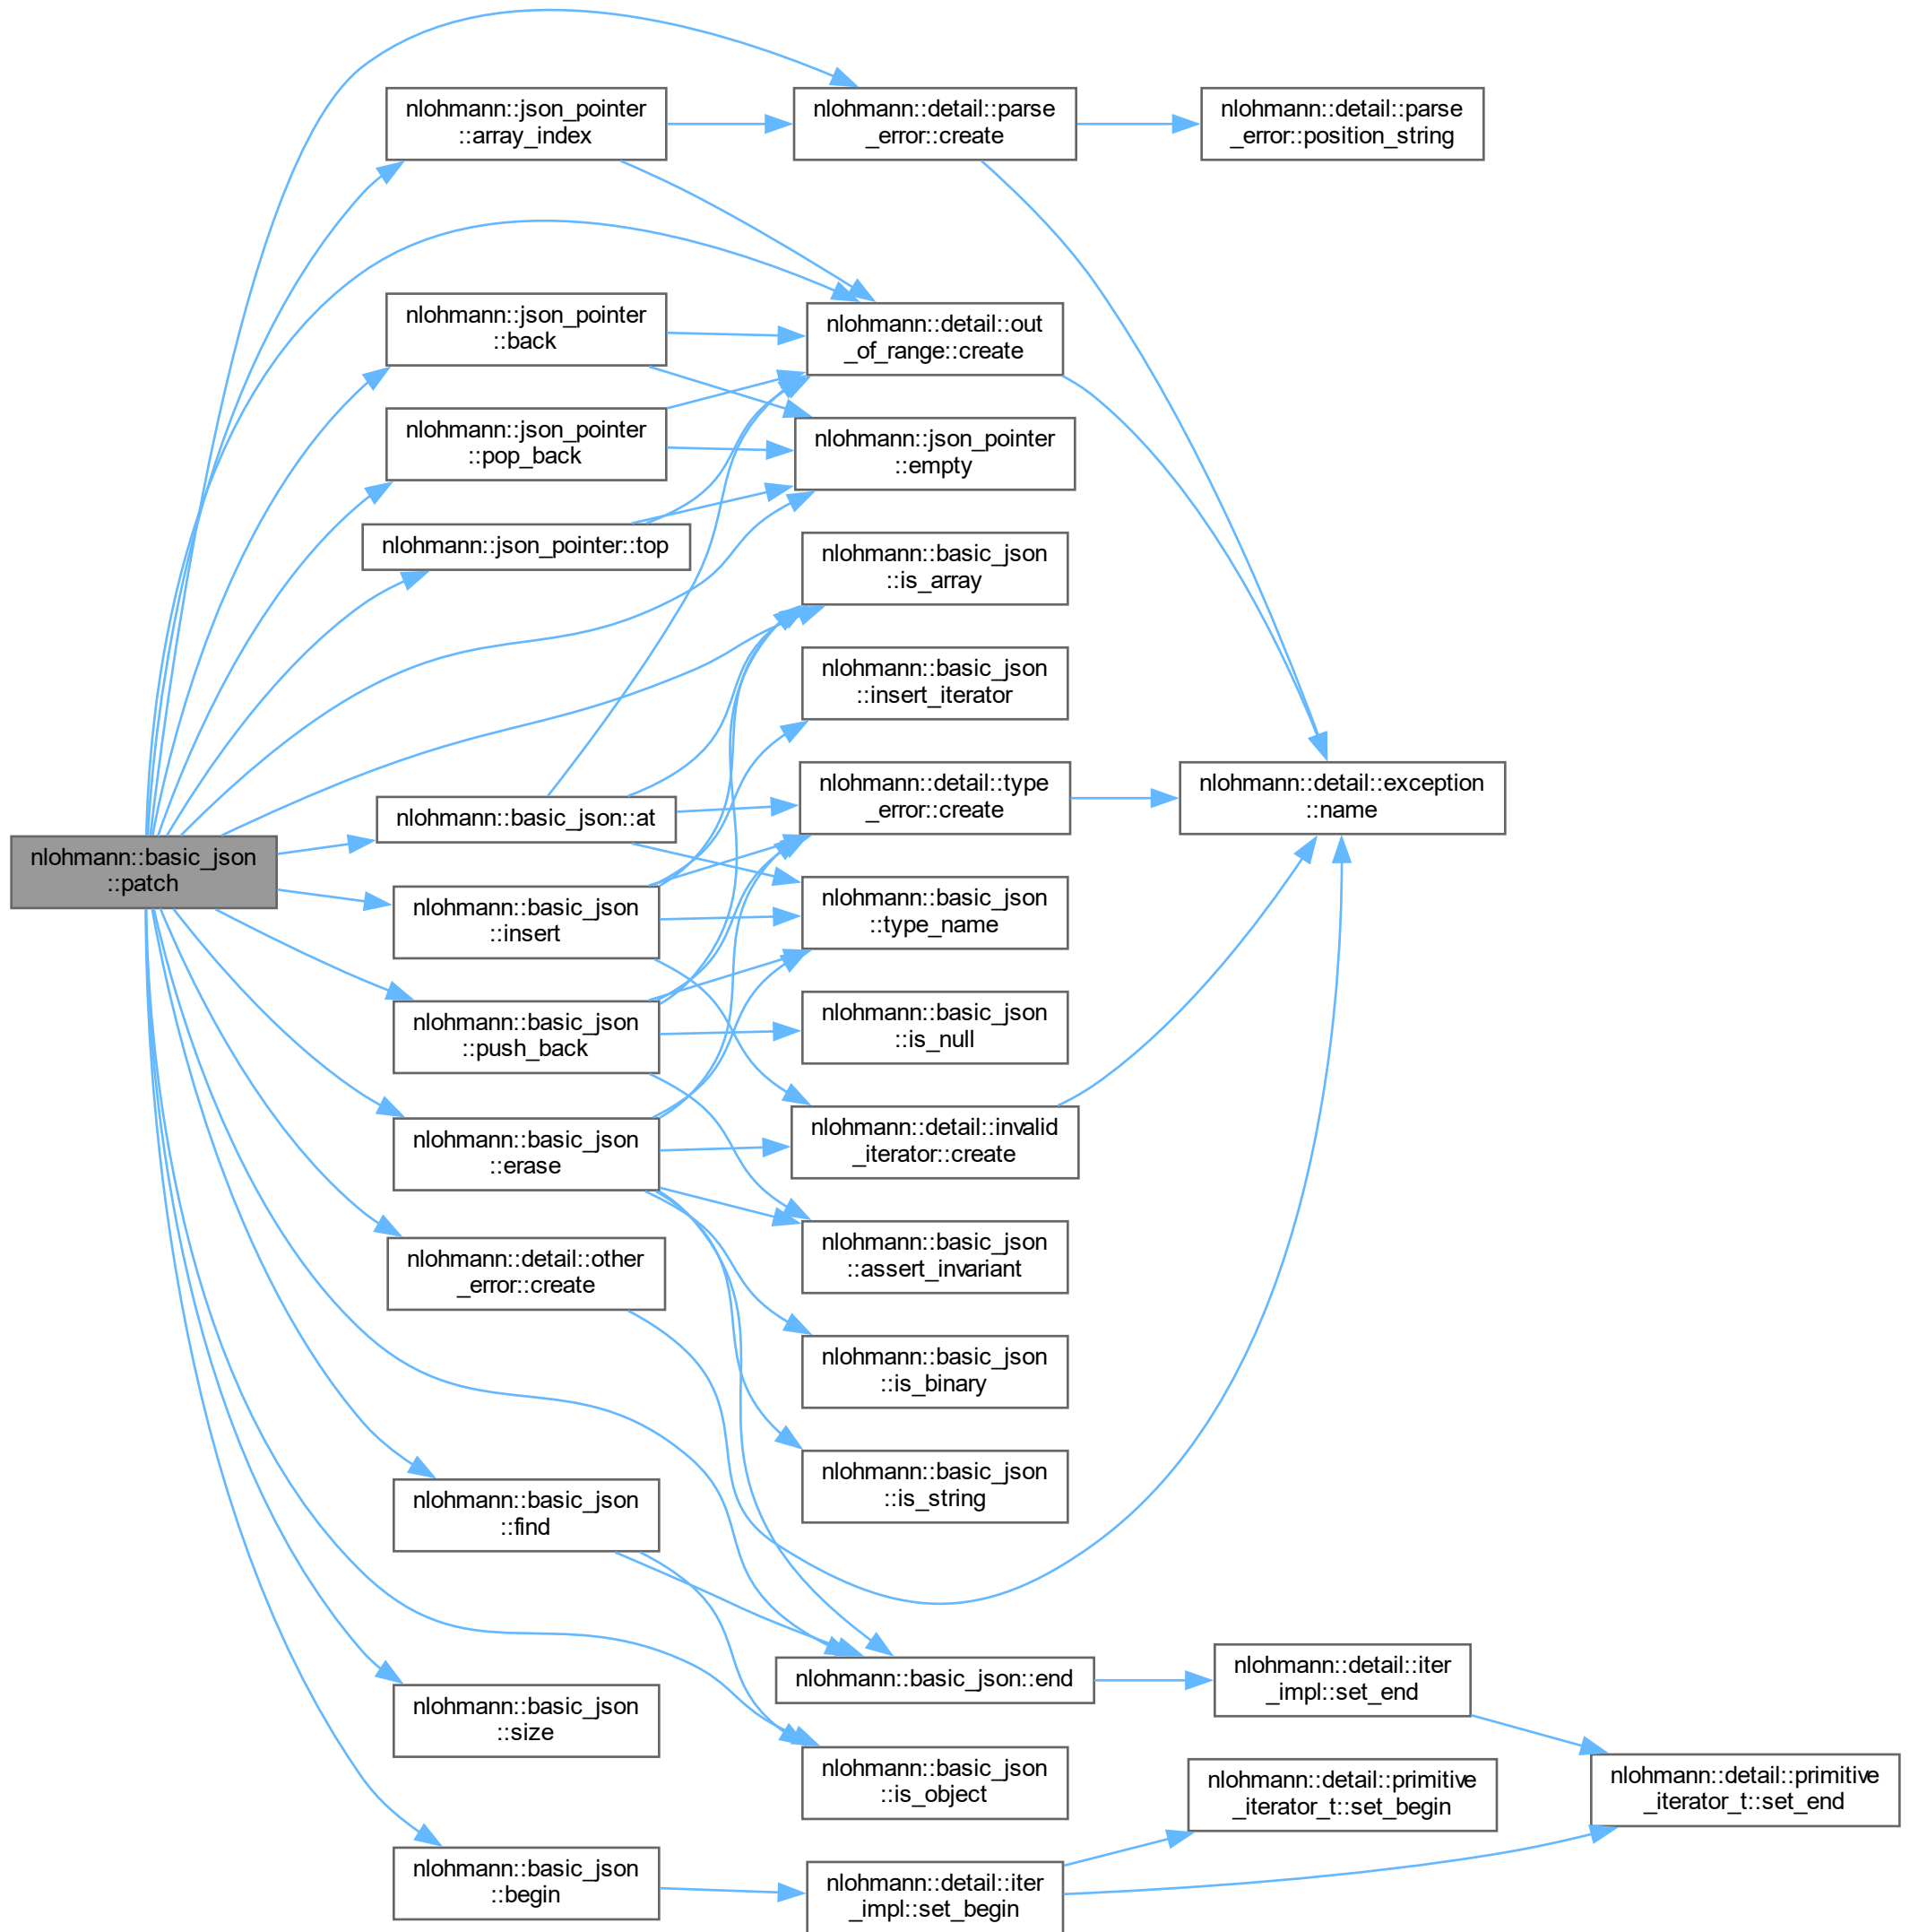 nlohmann::basic_json
::patch
nlohmann::json_pointer
::array_index
nlohmann::json_pointer
::back
nlohmann::json_pointer
::pop_back
nlohmann::json_pointer::top
nlohmann::basic_json::at
nlohmann::basic_json
::insert
nlohmann::basic_json
::push_back
nlohmann::basic_json
::erase
nlohmann::detail::other
_error::create
nlohmann::basic_json
::find
nlohmann::basic_json
::size
nlohmann::basic_json
::begin
nlohmann::detail::parse
_error::create
nlohmann::detail::out
_of_range::create
nlohmann::json_pointer
::empty
nlohmann::basic_json
::is_array
nlohmann::basic_json
::insert_iterator
nlohmann::detail::type
_error::create
nlohmann::basic_json
::type_name
nlohmann::basic_json
::is_null
nlohmann::detail::invalid
_iterator::create
nlohmann::basic_json
::assert_invariant
nlohmann::basic_json
::is_binary
nlohmann::basic_json
::is_string
nlohmann::basic_json::end
nlohmann::basic_json
::is_object
nlohmann::detail::iter
_impl::set_begin
nlohmann::detail::parse
_error::position_string
nlohmann::detail::exception
::name
nlohmann::detail::iter
_impl::set_end
nlohmann::detail::primitive
_iterator_t::set_begin
nlohmann::detail::primitive
_iterator_t::set_end